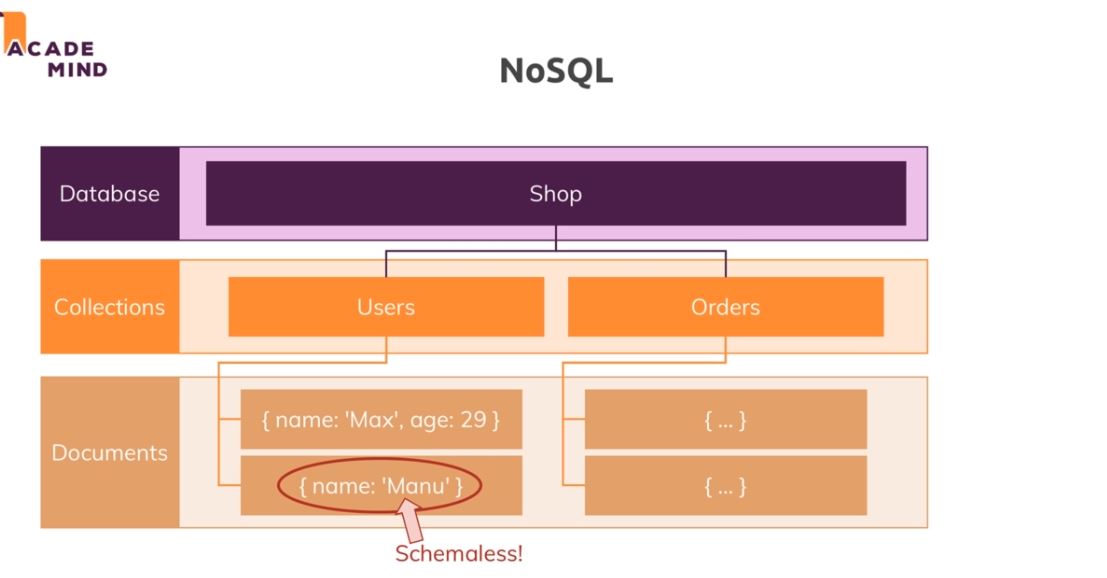 ACADE
MIND
NoSQL
Database
Shop
Collections
Users
Orders
Documents
{ name: 'Max', age: 29 }
{ ... }
{ name: 'Manu' }
{ ... }
Schemaless!